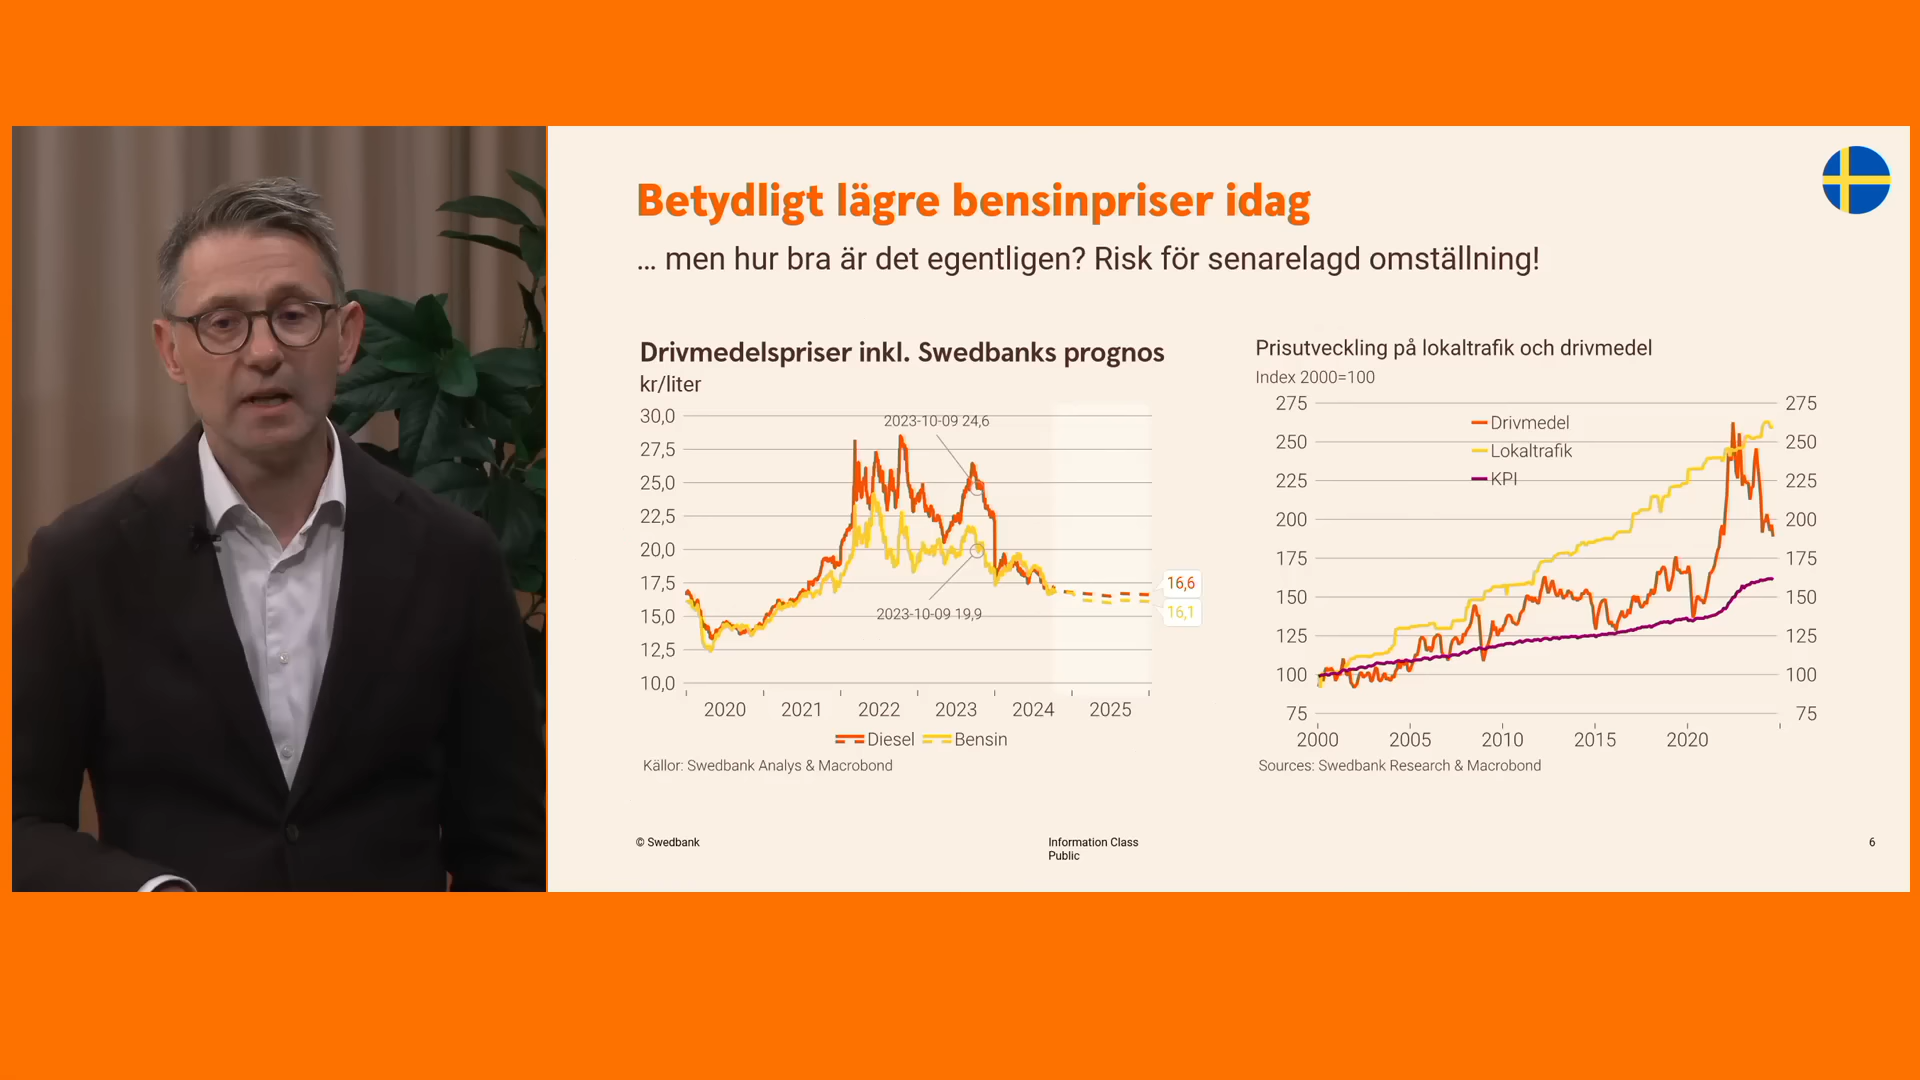 Betydligt lägre bensinpriser idag
... men hur bra är det egentligen? Risk för senarelagd omställning!
Drivmedelspriser inkl. Swedbanks prognos
kr/liter
30,0
27,5
25,0
22,5
20,0
17,5
15,0
12,5
10,0
2023-10-09 24,6
2023-10-09 19,9
16,6
16,1
2020 2021 2022 2023 2024 2025
Diesel Bensin
Källor: Swedbank Analys & Macrobond
Prisutveckling på lokaltrafik och drivmedel
Index 2000=100
275 275
250 250
225 225
200 200
175 175
150 150
125 125
100 100
75 75
Drivmedel
Lokaltrafik
KPI
2000 2005 2010 2015 2020
Sources: Swedbank Research & Macrobond
© Swedbank
Information Class
Public
6